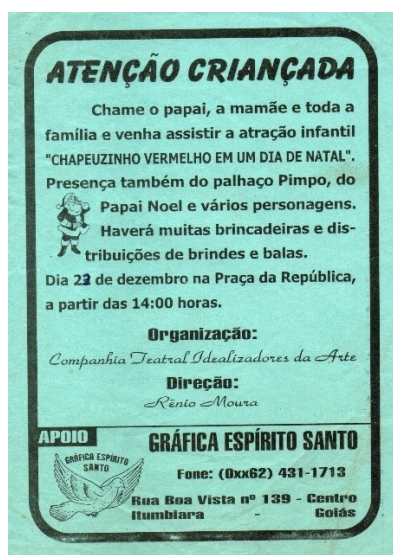 ATENÇÃO CRIANÇADA
Chame o papai, a mamãe e toda a
família e venha assistir a atração infantil
"CHAPEUZINHO VERMELHO EM UM DIA DE NATAL".
Presença também do palhaço Pimpo, do
Papai Noel e vários personagens.
Haverá muitas brincadeiras e dis-
tribuições de brindes e balas.
Dia 22 de dezembro na Praça da República,
a partir das 14:00 horas.
Organização:
Companhia Teatral Idealizadores da Arte
Direção:
Rênio Moura
APOIO
GRÁFICA ESPÍRITO
SANTO
GRÁFICA ESPÍRITO SANTO
Fone: (0xx62) 431-1713
Rua Boa Vista nº 139 - Centro
Itumbiara - Goiás